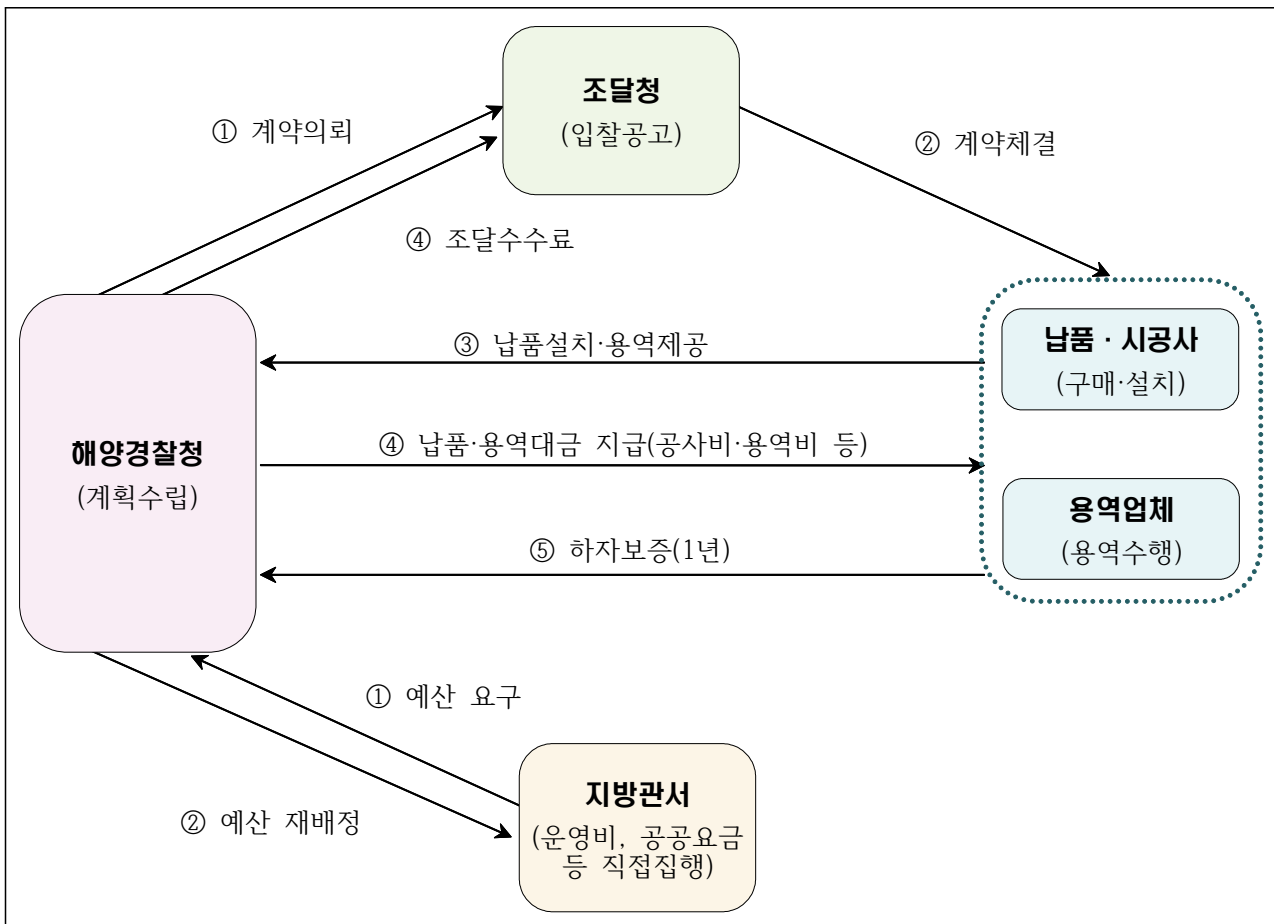 조달청
(입찰공고)
① 계약의뢰
② 계약체결
④ 조달수수료
해양경찰청
(계획수립)
③ 납품설치·용역제공
④ 납품·용역대금 지급(공사비·용역비 등)
⑤ 하자보증(1년)
납품 · 시공사
(구매·설치)
용역업체
(용역수행)
① 예산 요구
② 예산 재배정
지방관서
(운영비, 공공요금
등 직접집행)